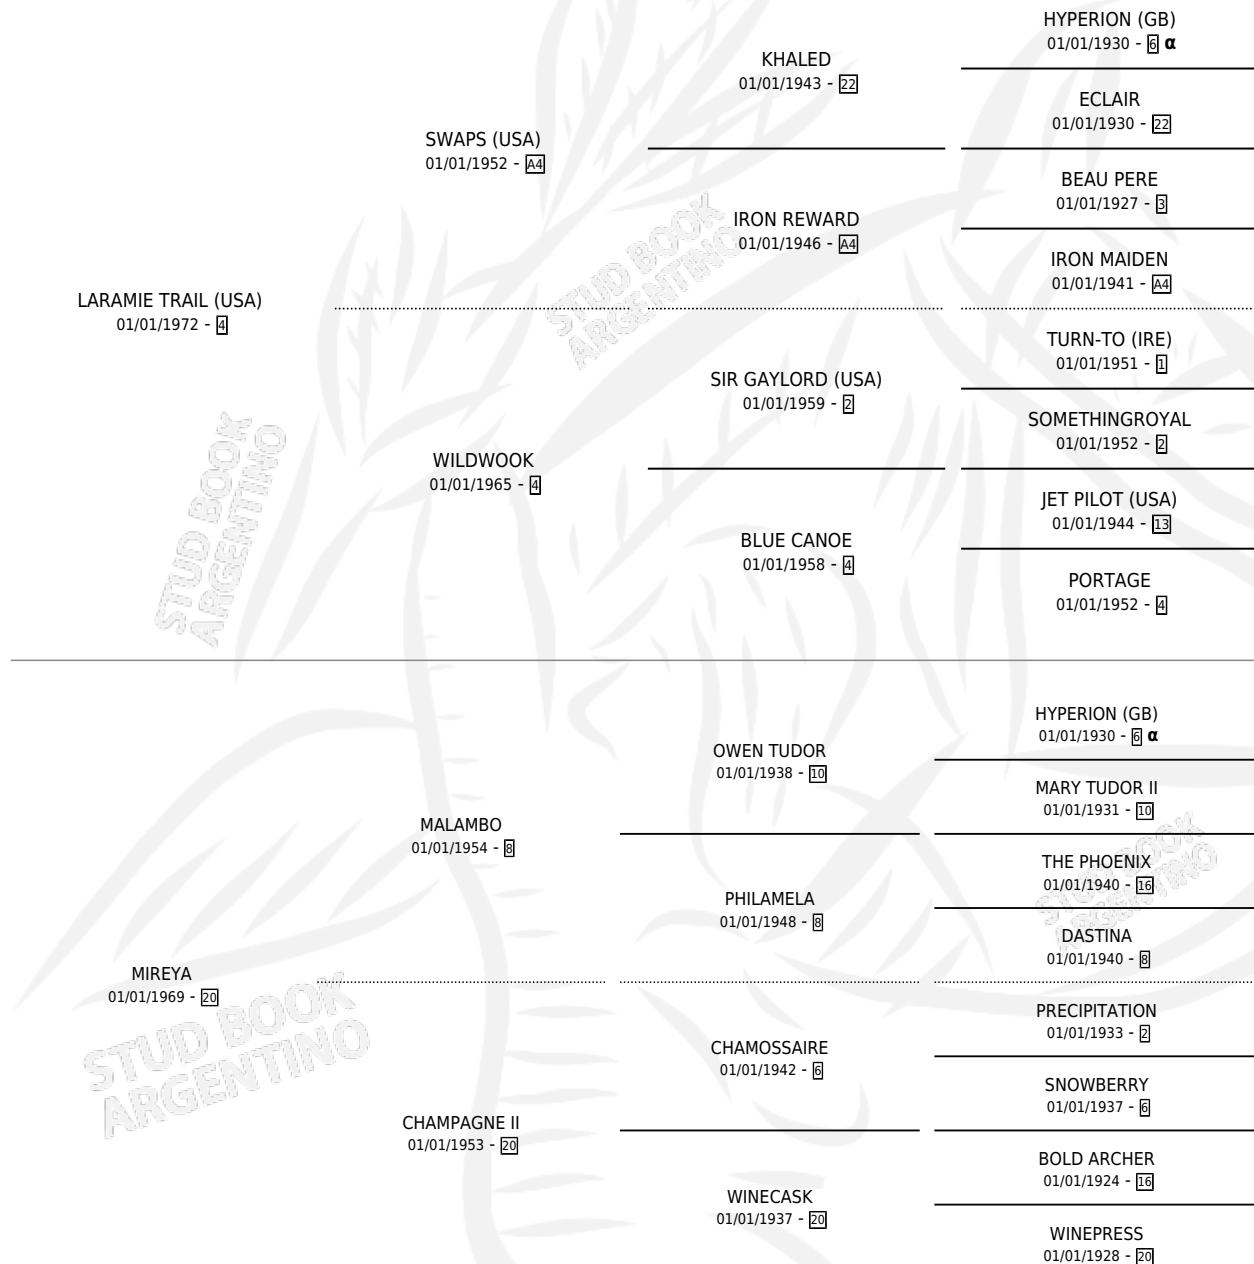 HYPERION (GB)
01/01/1930 - 6 α
KHALED
01/01/1943 - 22
ECLAIR
01/01/1930 - 22
SWAPS (USA)
01/01/1952 - A4
BEAU PERE
01/01/1927 - 3
IRON REWARD
01/01/1946 - A4
IRON MAIDEN
01/01/1941 - A4
LARAMIE TRAIL (USA)
01/01/1972 - 4
TURN-TO (IRE)
01/01/1951 - 1
SIR GAYLORD (USA)
01/01/1959 - 2
SOMETHINGROYAL
01/01/1952 - 2
WILDWOOK
01/01/1965 - 4
JET PILOT (USA)
01/01/1944 - 13
BLUE CANOE
01/01/1958 - 4
PORTAGE
01/01/1952 - 4
HYPERION (GB)
01/01/1930 - 6 α
OWEN TUDOR
01/01/1938 - 10
MARY TUDOR II
01/01/1931 - 10
MALAMBO
01/01/1954 - 8
THE PHOENIX
01/01/1940 - 16
PHILAMELA
01/01/1948 - 8
DASTINA
01/01/1940 - 8
MIREYA
01/01/1969 - 20
PRECIPITATION
01/01/1933 - 2
CHAMOSSAIRE
01/01/1942 - 6
SNOWBERRY
01/01/1937 - 6
CHAMPAGNE II
01/01/1953 - 20
BOLD ARCHER
01/01/1924 - 16
WINECASK
01/01/1937 - 20
WINEPRESS
01/01/1928 - 20
STUD BOOK
ARGENTINO
STUD BOOK
ARGENTINO
STUD BOOK
ARGENTINO
STUD BOOK
ARGENTINO